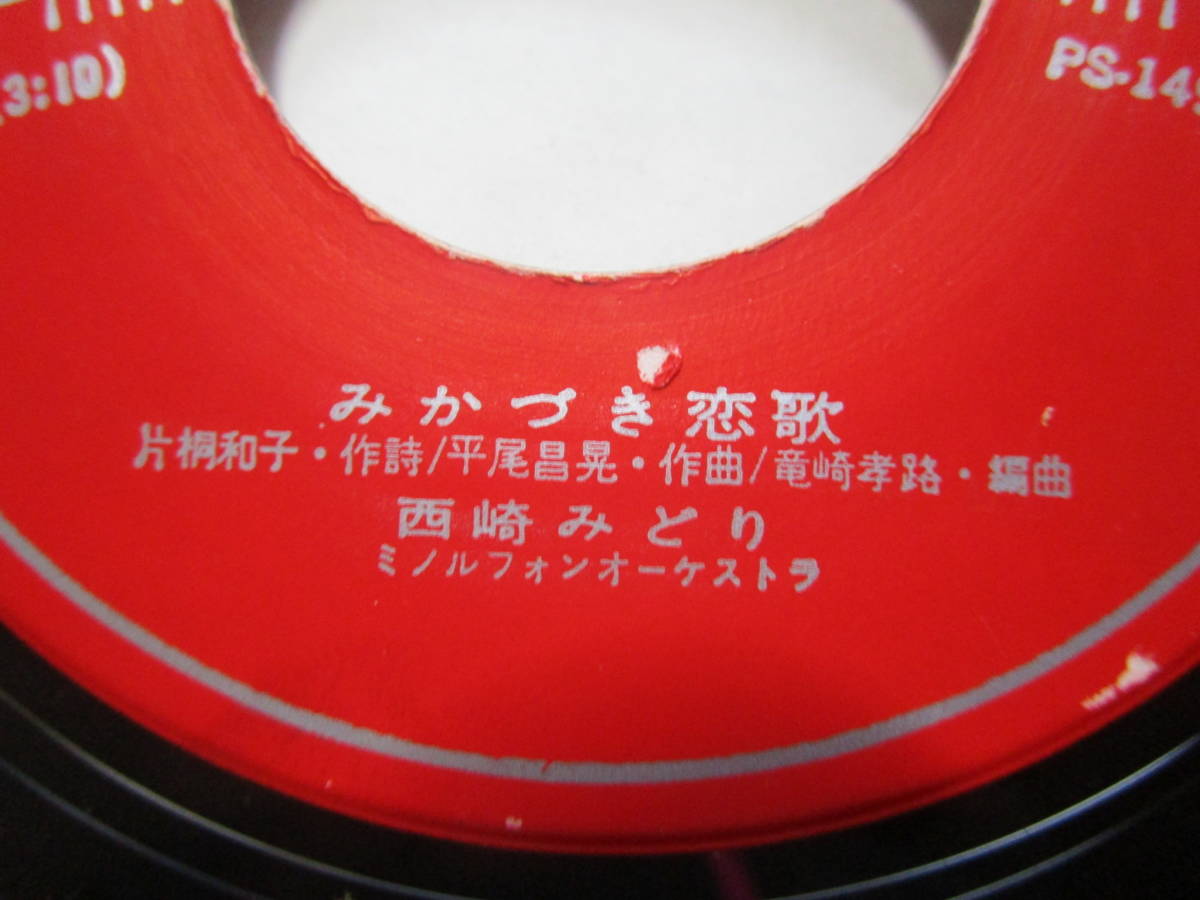 3:10)
PS-149
みかづき恋歌
片桐和子・作詩/平尾昌晃・作曲/竜崎孝路・編曲
西崎みどり
ミノルフォンオーケストラ